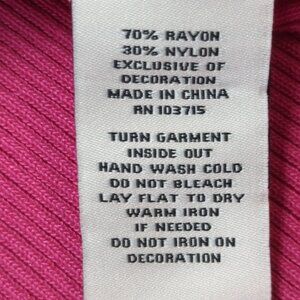 70% RAYON
30% NYLON
EXCLUSIVE OF
DECORATION
MADE IN CHINA
RN 103715
TURN GARMENT
INSIDE OUT
HAND WASH COLD
DO NOT BLEACH
LAY FLAT TO DRY
WARM IRON
IF NEEDED
DO NOT IRON ON
DECORATION